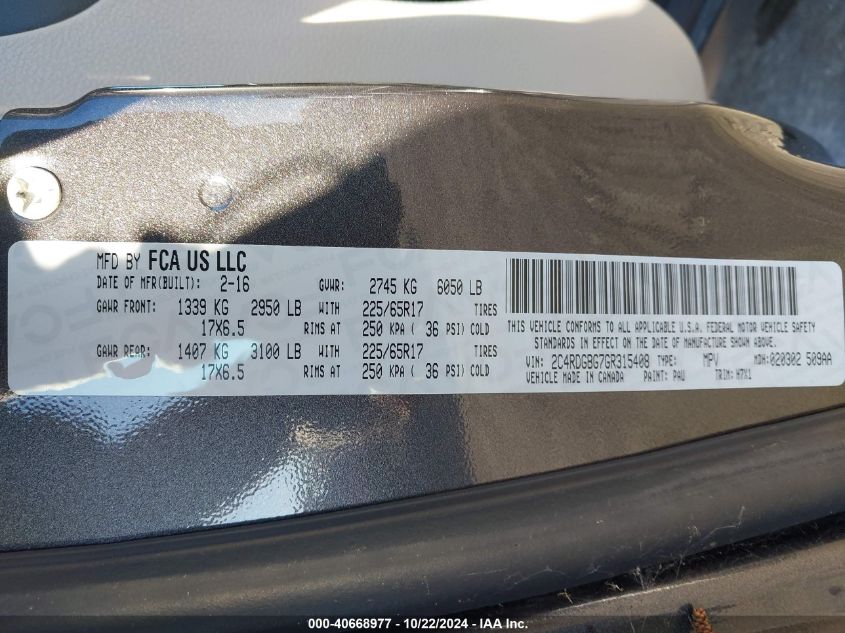 MFD BY FCA US LLC
DATE OF MFR(BUILT): 2-16 GVWR: 2745 KG 6050 LB
GAWR FRONT: 1339 KG 2950 LB WITH 225/65R17 TIRES
17X6.5 RIMS AT 250 KPA ( 36 PSI) COLD
GAWR REAR: 1407 KG 3100 LB WITH 225/65R17 TIRES
17X6.5 RIMS AT 250 KPA ( 36 PSI) COLD
THIS VEHICLE CONFORMS TO ALL APPLICABLE U.S.A. FEDERAL MOTOR VEHICLE SAFETY
STANDARDS IN EFFECT ON THE DATE OF MANUFACTURE SHOWN ABOVE.
VIN: 2C4RDGBG7GR315408 TYPE: MPV MDH: 020302 509AA
VEHICLE MADE IN CANADA PAINT: PAU TRIM: H7X1
000-40668977 - 10/22/2024 - IAA Inc.